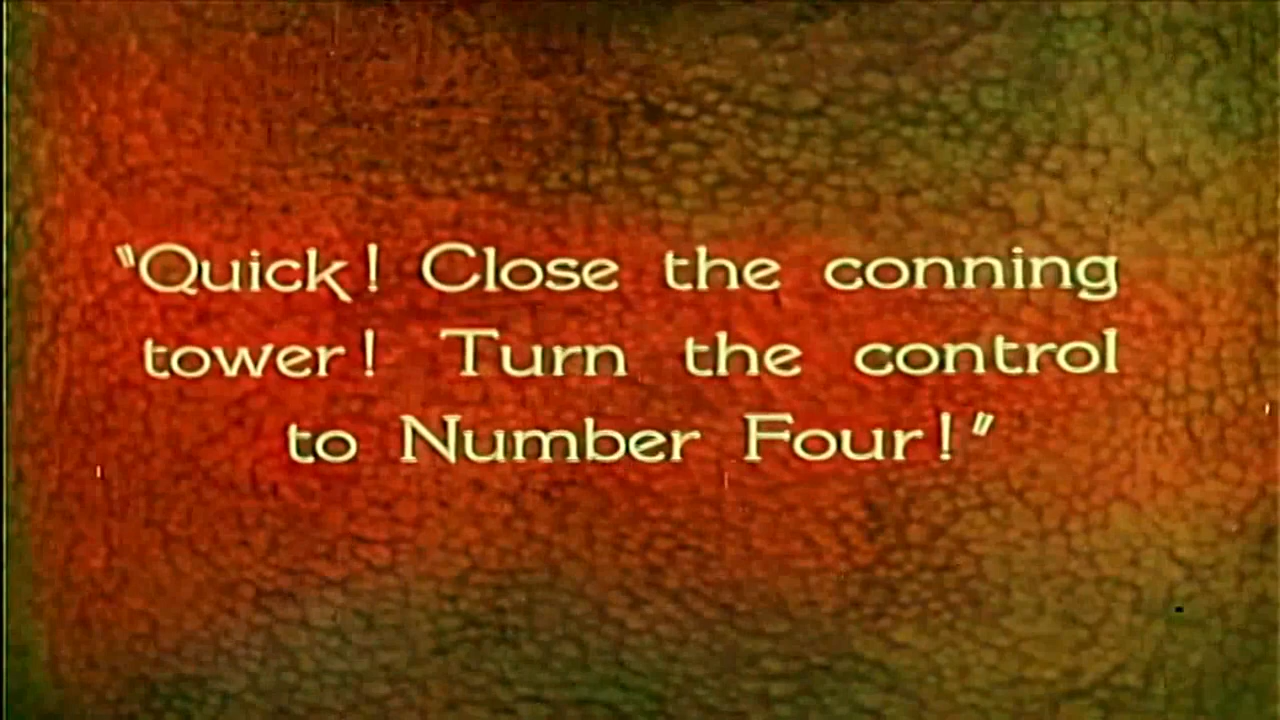 "Quick! Close the conning
tower! Turn the control
to Number Four!"